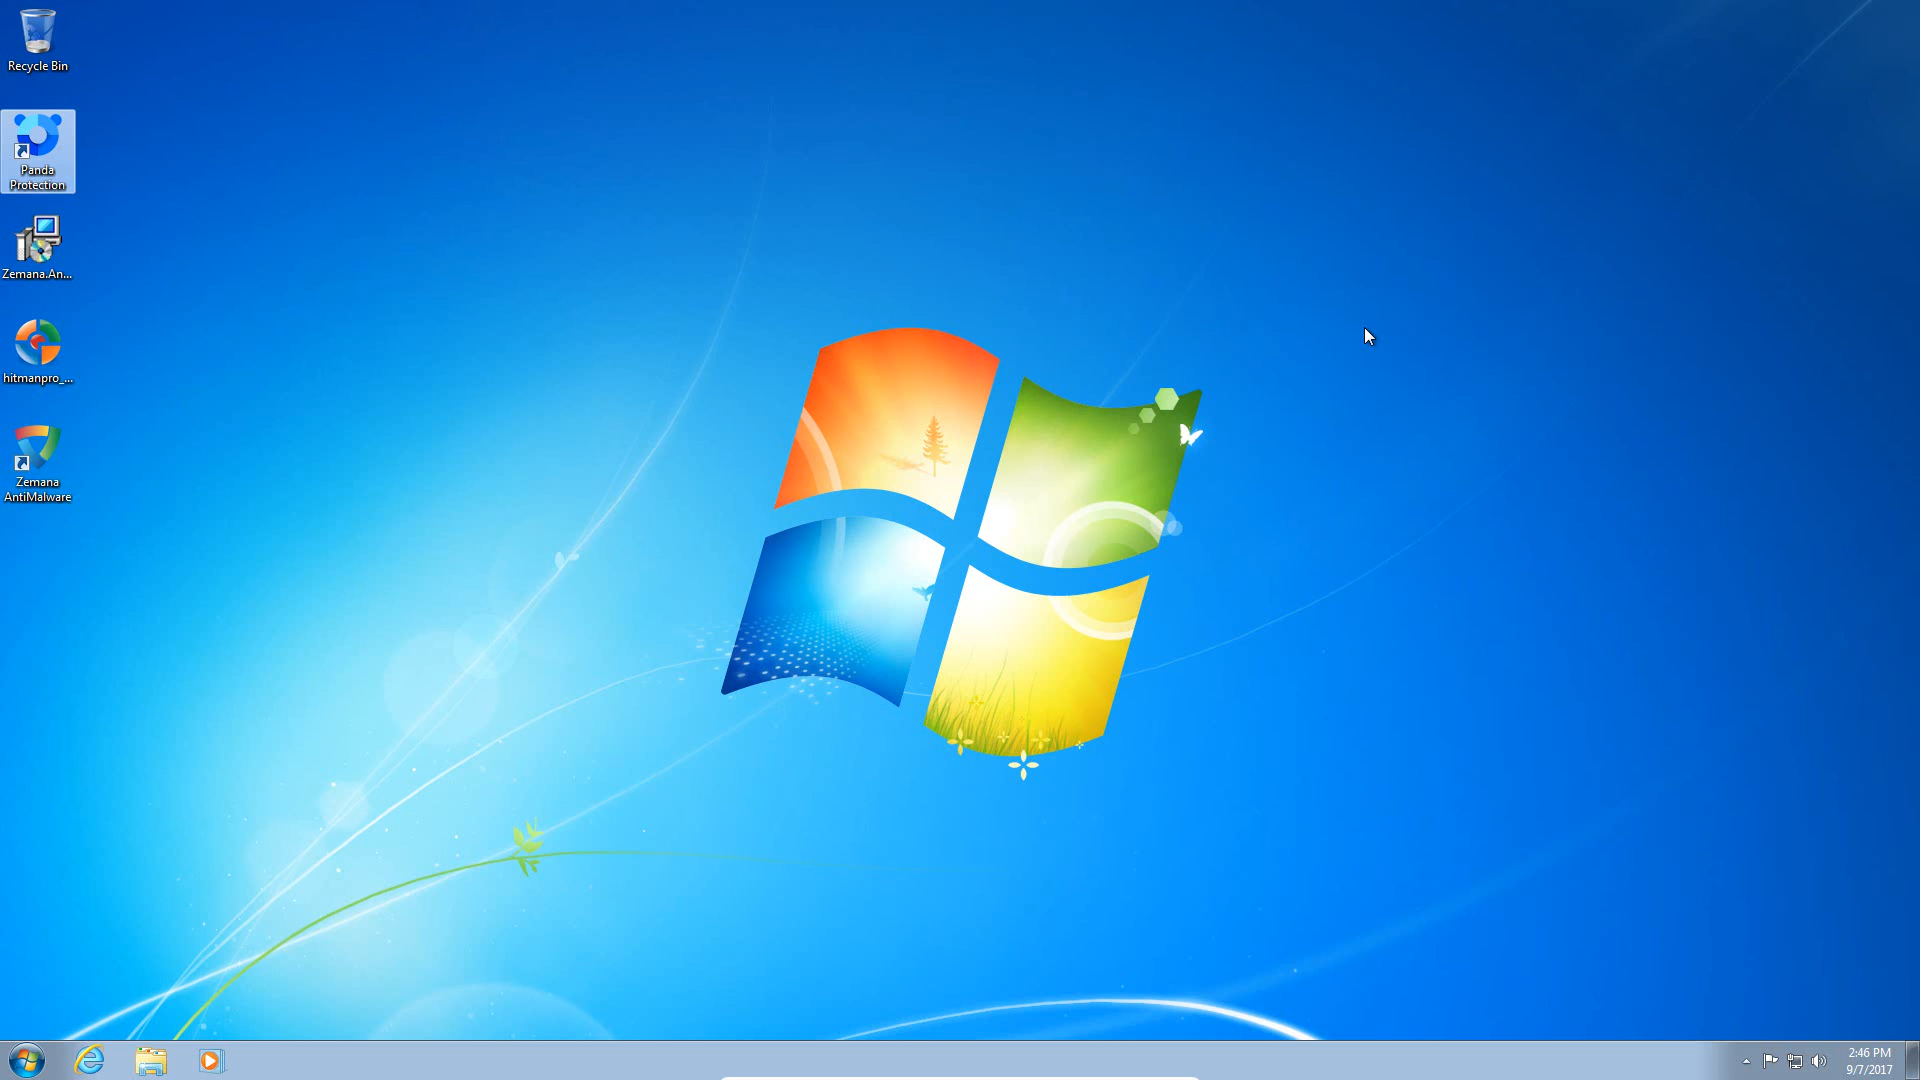 Recycle Bin
Panda
Protection
Zemana.An...
hitmanpro_...
Zemana
AntiMalware
2:46 PM
9/7/2017